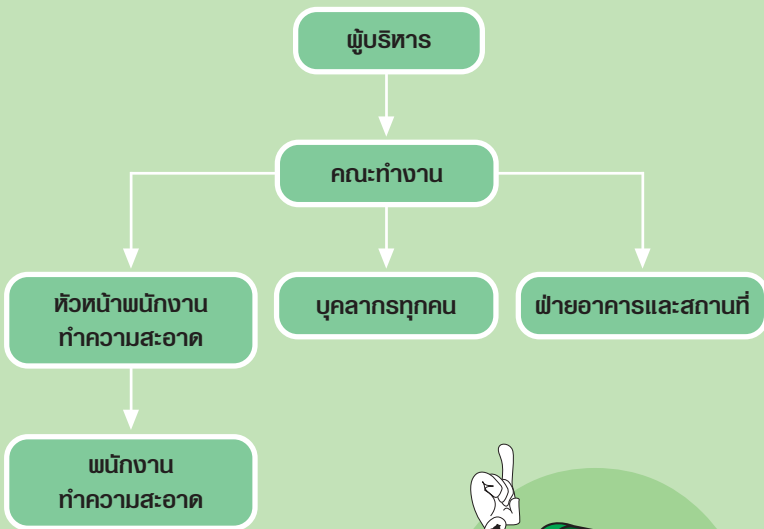 ผู้บริหาร
คณะทำงาน
หัวหน้าพนักงาน
ทำความสะอาด
บุคลากรทุกคน
ฝ่ายอาคารและสถานที่
พนักงาน
ทำความสะอาด